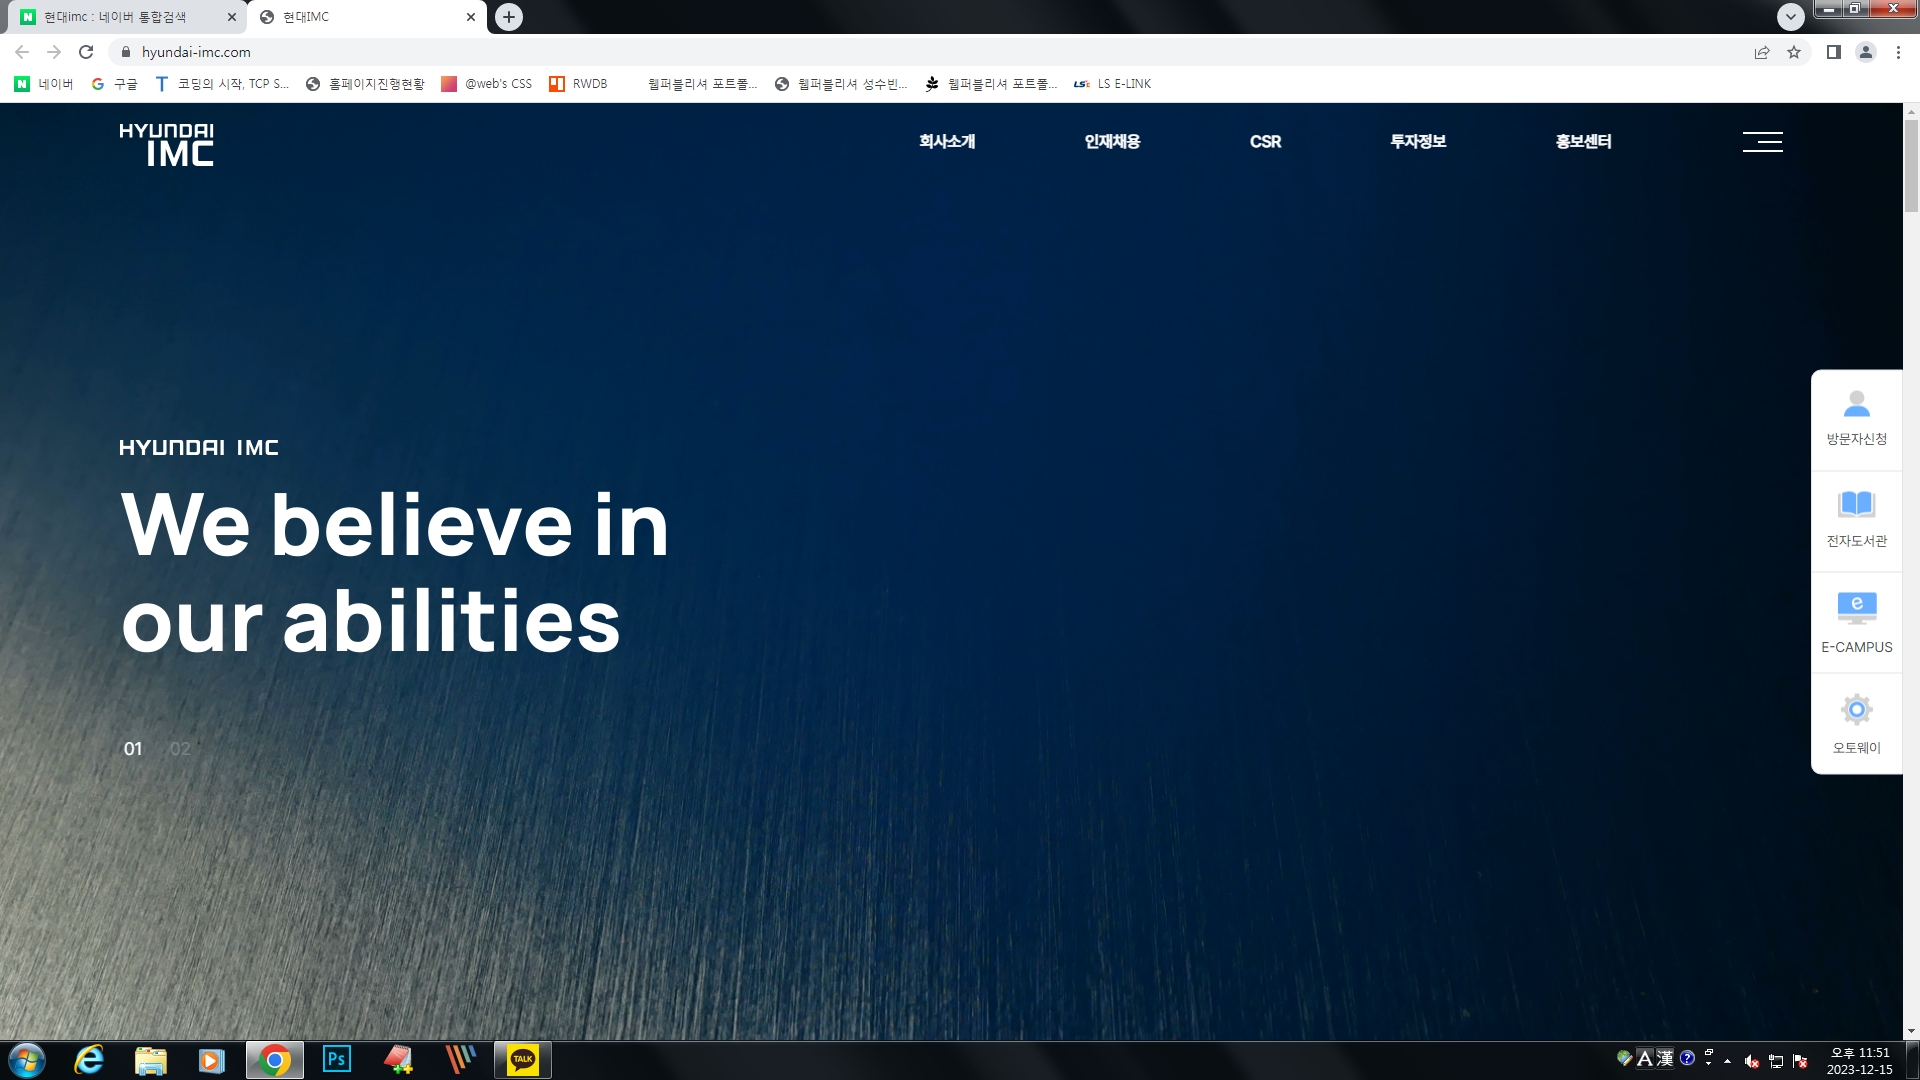 현대imc : 네이버 통합검색
현대IMC
hyundai-imc.com
네이버
구글
코딩의 시작, TCP S...
홈페이지진행현황
@web's CSS
RWDB
웹퍼블리셔 포트폴...
웹퍼블리셔 성수빈...
웹퍼블리셔 포트폴...
LS E-LINK
HYUNDAI
IMC
회사소개
인재채용
CSR
투자정보
홍보센터
HYUNDAI IMC
We believe in
our abilities
01 02
방문자신청
전자도서관
E-CAMPUS
오토웨이
Ps
TALK
A 漢
오후 11:51
2023-12-15